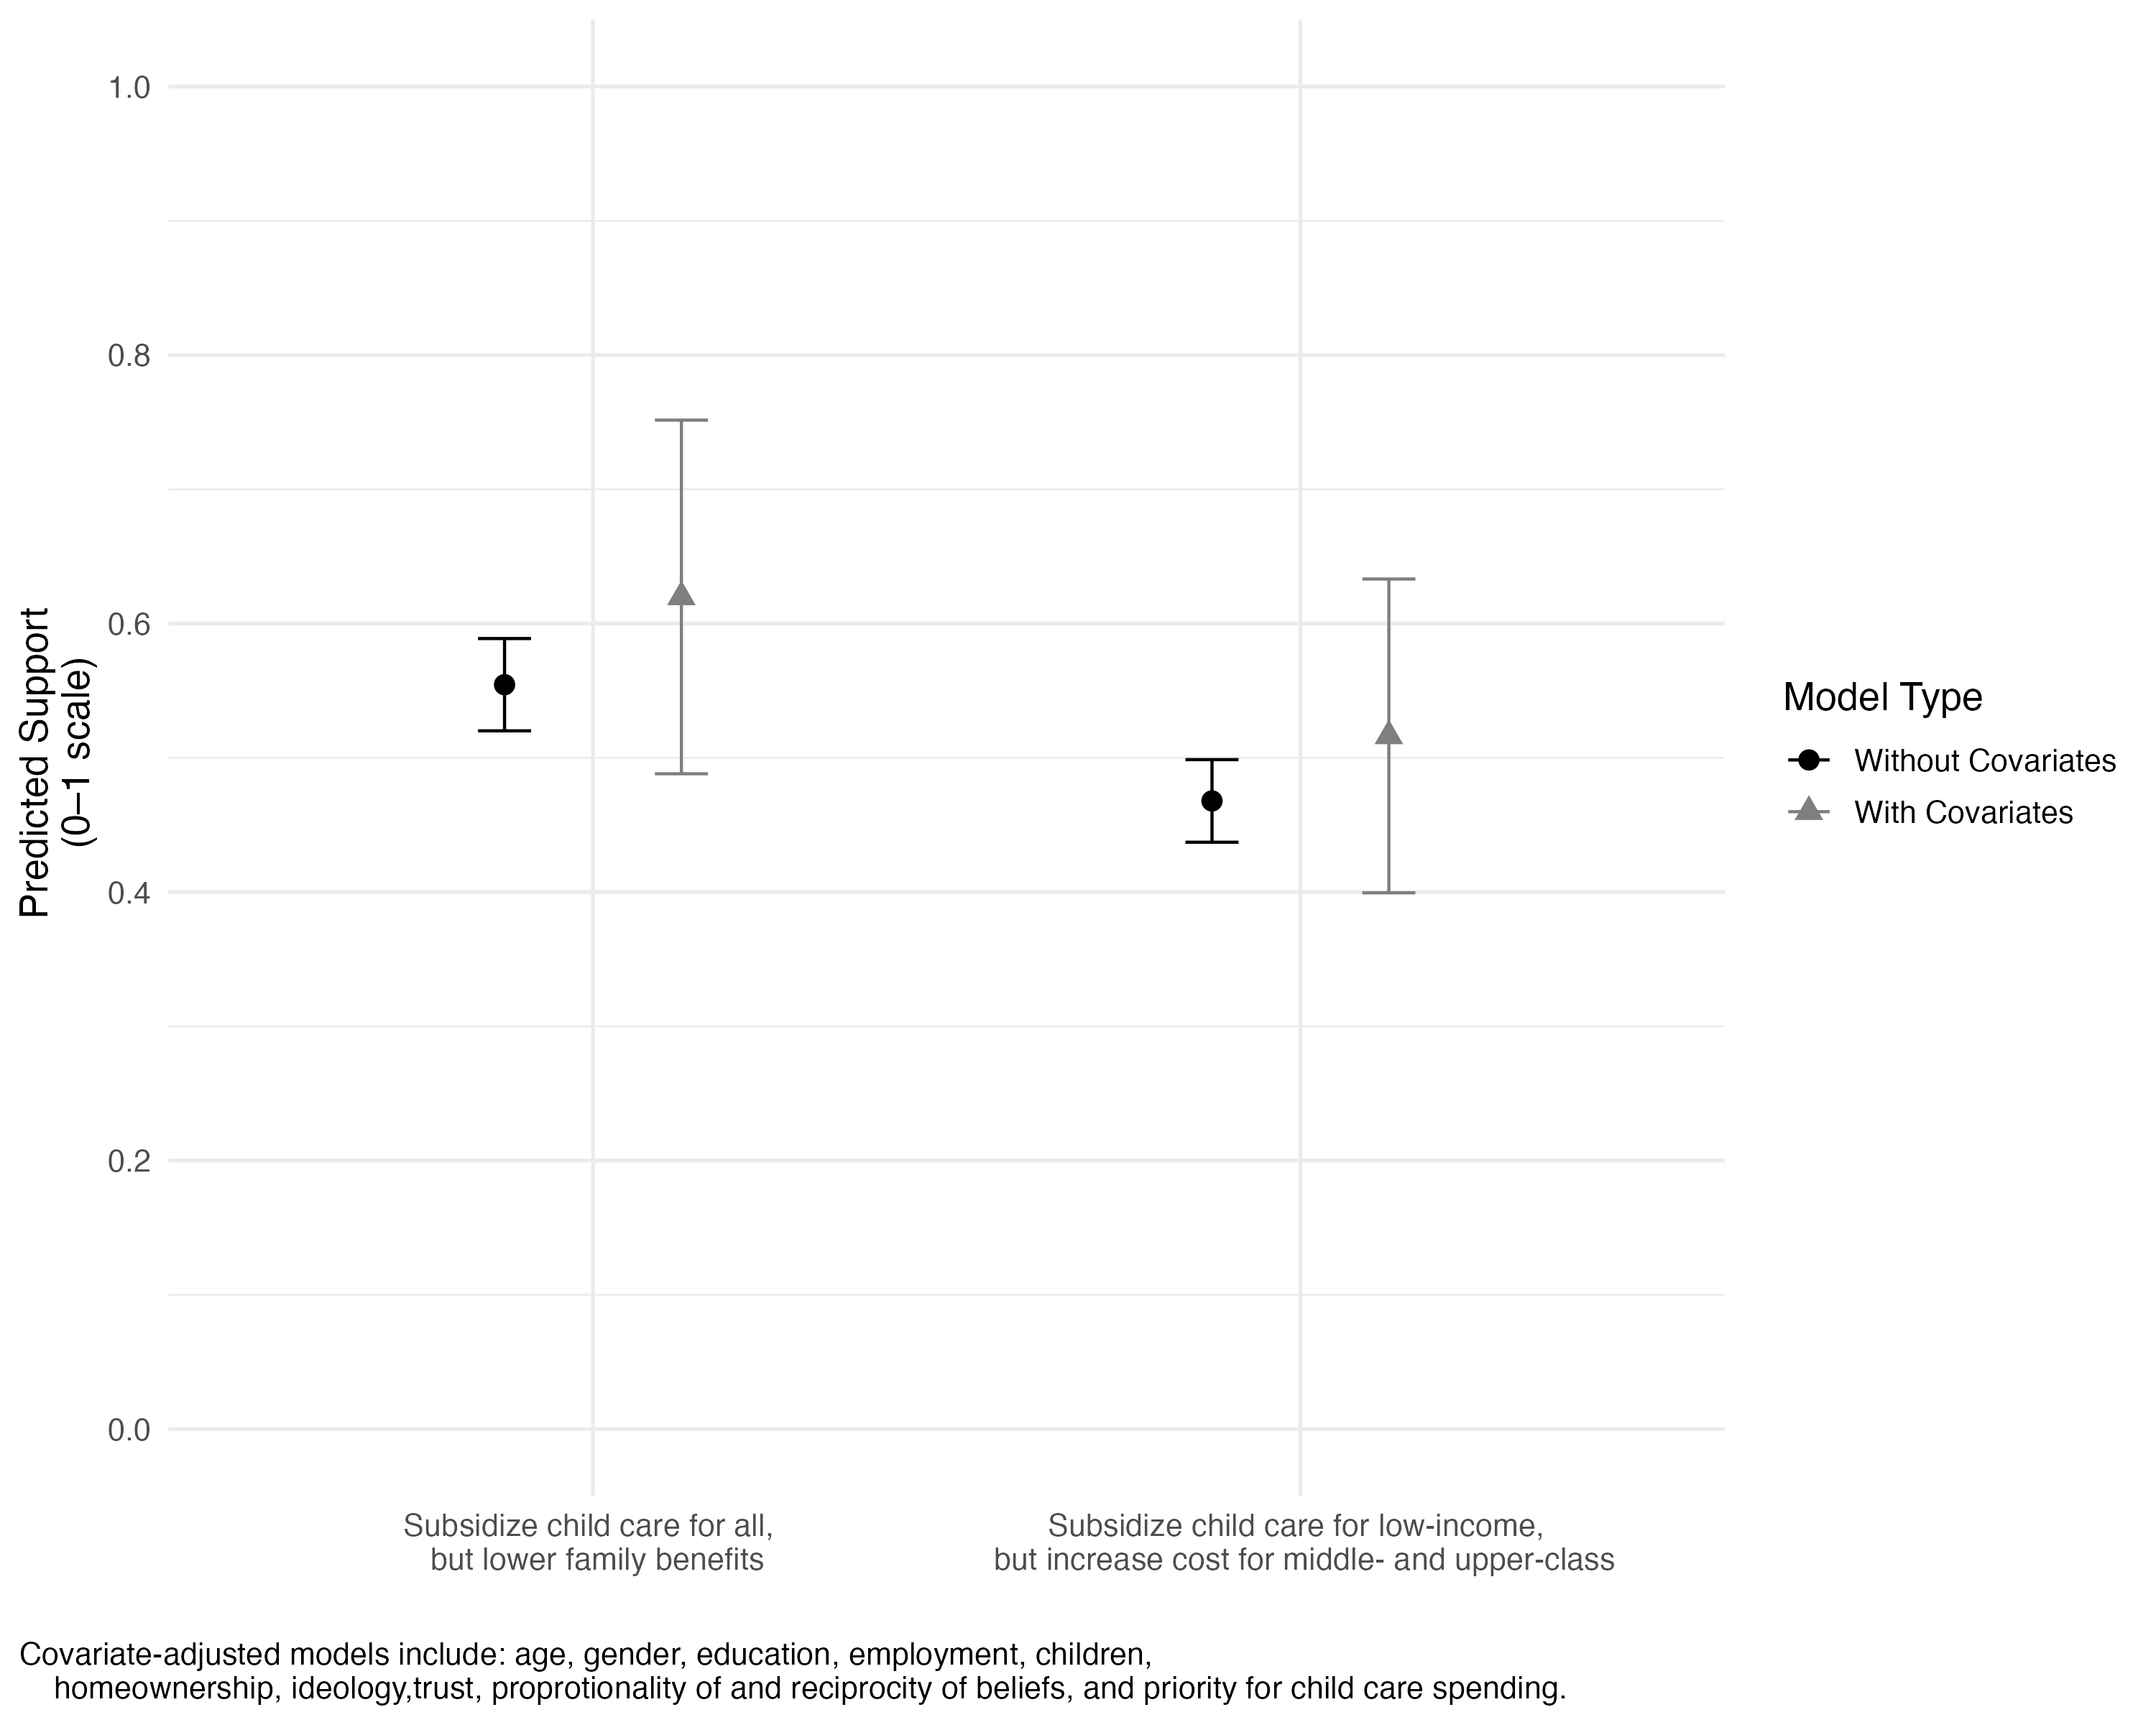 1.0
0.8
0.6
0.4
0.2
0.0
Predicted Support
(0–1 scale)
Subsidize child care for all,
but lower family benefits
Subsidize child care for low-income,
but increase cost for middle- and upper-class
Model Type
Without Covariates
With Covariates
Covariate-adjusted models include: age, gender, education, employment, children,
homeownership, ideology,trust, proprotionality of and reciprocity of beliefs, and priority for child care spending.